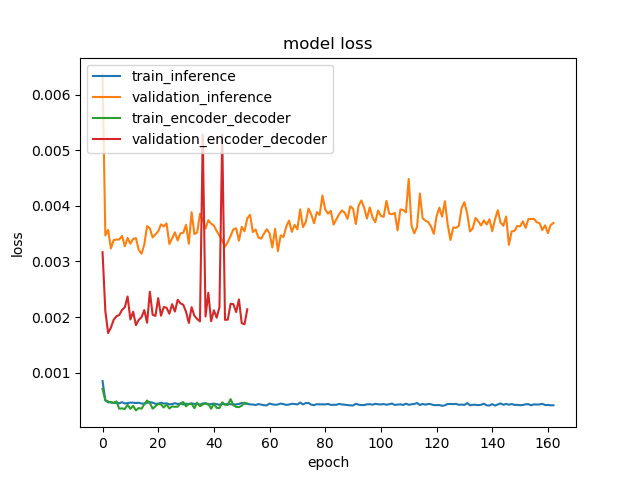 model loss
train_inference
validation_inference
train_encoder_decoder
validation_encoder_decoder
0.006
0.005
0.004
0.003
0.002
0.001
loss
0 20 40 60 80 100 120 140 160
epoch